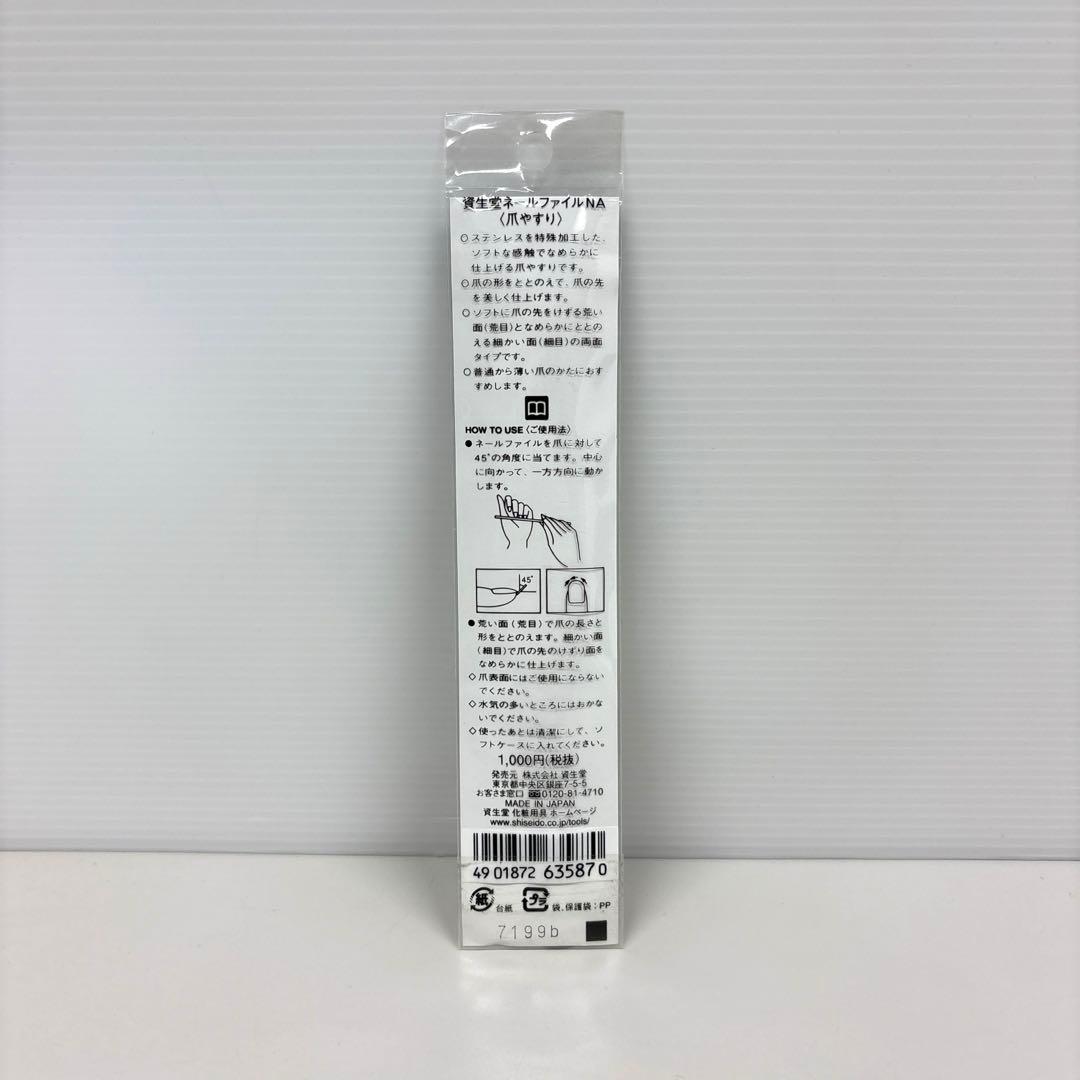 資生堂ネールファイルNA
〈爪やすり〉
○ステンレスを特殊加工した、
ソフトな感触でなめらかに
仕上げる爪やすりです。
○爪の形をととのえて、爪の先
を美しく仕上げます。
○ソフトに爪の先をけずる荒い
面(荒目)となめらかにととの
える細かい面(細目)の両面
タイプです。
○普通から薄い爪のかたにおす
すめします。
HOW TO USE〈ご使用法〉
●ネールファイルを爪に対して
45°の角度に当てます。中心
に向かって、一方方向に動か
します。
45°
●荒い面(荒目)で爪の長さと
形をととのえます。細かい面
(細目)で爪の先のけずり面を
なめらかに仕上げます。
◇爪表面にはご使用にならない
でください。
◇水気の多いところにはおかな
いでください。
◇使ったあとは清潔にして、ソ
フトケースに入れてください。
1,000円(税抜)
発売元 株式会社 資生堂
東京都中央区銀座7-5-5
お客さま窓口 0120-81-4710
MADE IN JAPAN
資生堂 化粧用具 ホームページ
www.shiseido.co.jp/tools/
49 01872 635870
紙 台紙 プラ 袋、保護袋:PP
7199b